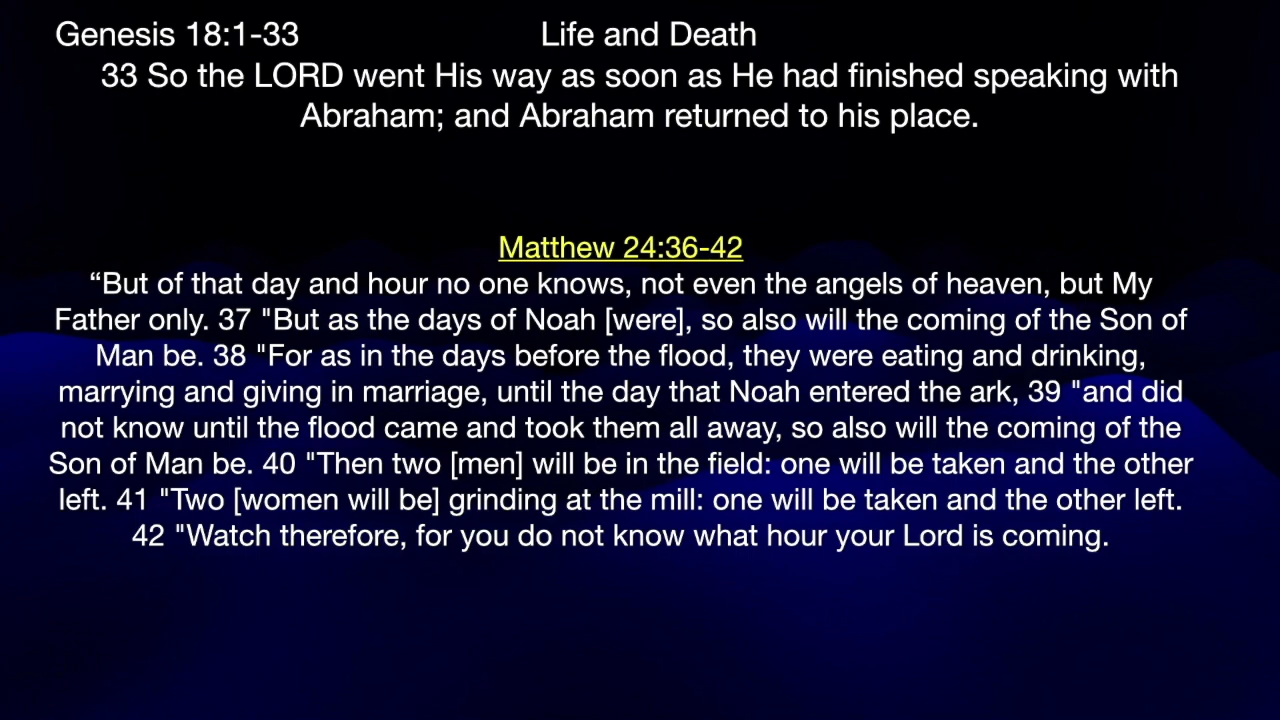 Genesis 18:1-33 Life and Death
33 So the LORD went His way as soon as He had finished speaking with
Abraham; and Abraham returned to his place.
Matthew 24:36-42
“But of that day and hour no one knows, not even the angels of heaven, but My
Father only. 37 "But as the days of Noah [were], so also will the coming of the Son of
Man be. 38 "For as in the days before the flood, they were eating and drinking,
marrying and giving in marriage, until the day that Noah entered the ark, 39 "and did
not know until the flood came and took them all away, so also will the coming of the
Son of Man be. 40 "Then two [men] will be in the field: one will be taken and the other
left. 41 "Two [women will be] grinding at the mill: one will be taken and the other left.
42 "Watch therefore, for you do not know what hour your Lord is coming.